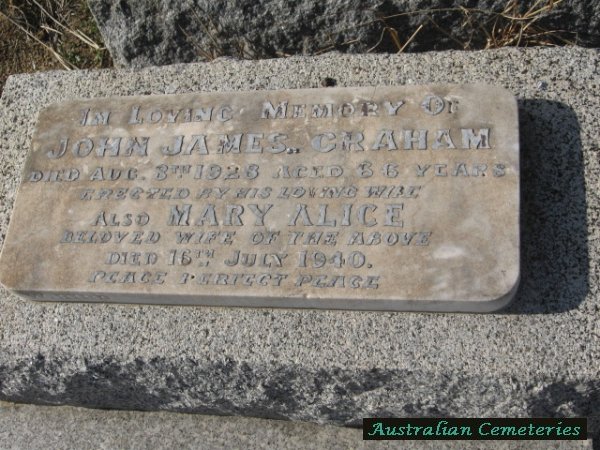 In Loving Memory Of
JOHN JAMES. GRAHAM
DIED AUG. 8TH 1928 AGED 56 YEARS
ERECTED BY HIS LOVING WIFE
ALSO MARY ALICE
BELOVED WIFE OF THE ABOVE
DIED 16TH JULY 1940.
PEACE PERFECT PEACE
Australian Cemeteries